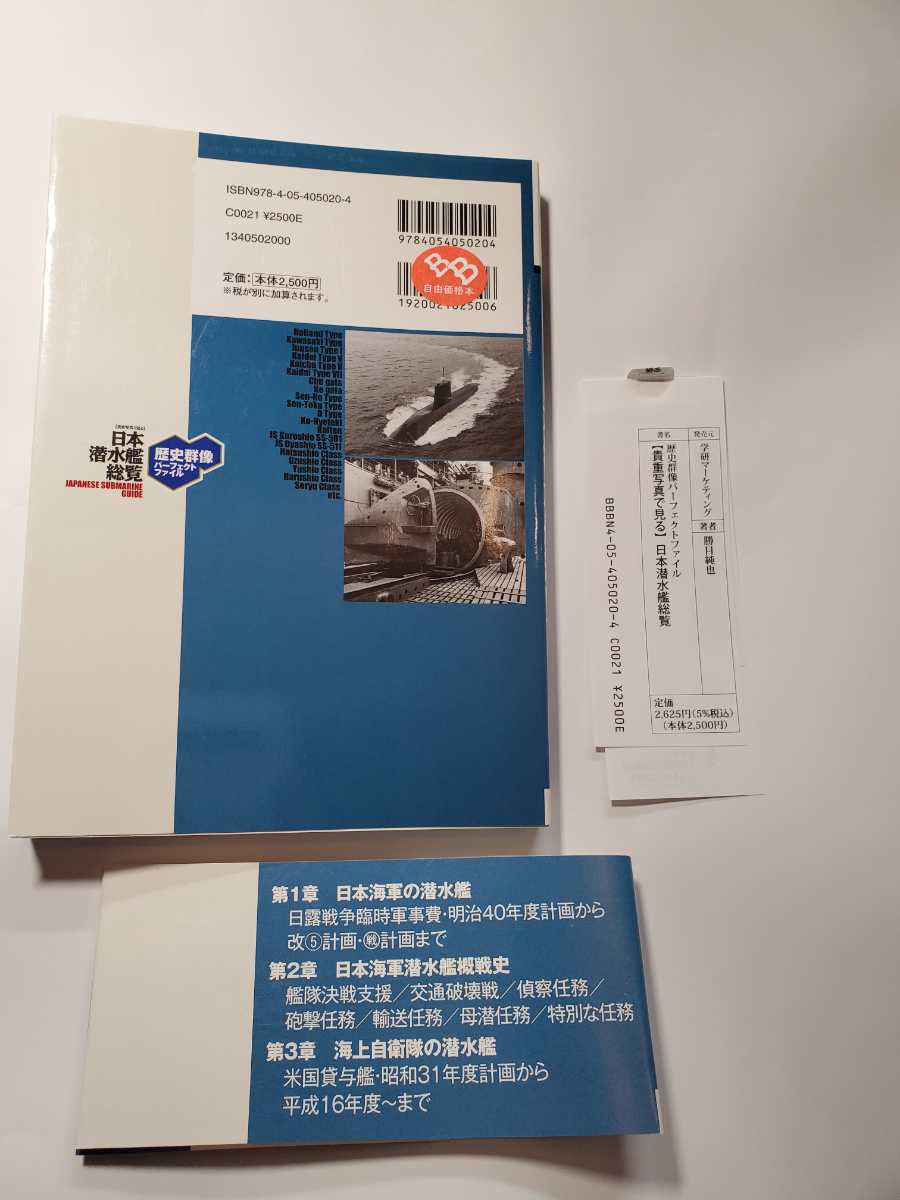 ISBN978-4-05-405020-4
C0021 ¥2500E
1340502000
定価：本体2,500円
※税が別に加算されます。
9784054050204
BB
自由価格本
Holland Type
Kawasaki Type
Junsen Type I
Kaidai Type V
Kaichu Type V
Kaidai Type VII
Ko gata
Sen-Ho Type
Sen-Toku Type
D Type
Ko-Hyoteki
Kaiten
JS Kuroshio SS-501
JS Oyashio SS-511
Hatsushio Class
Uzushio Class
Yushio Class
Harushio Class
Soryu Class
etc.
日本
潜水艦
総覧
JAPANESE SUBMARINE
GUIDE
歴史群像
パーフェクト
ファイル
発売元
学研マーケティング
著者
勝目純也
書名
歴史群像パーフェクトファイル
【貴重写真で見る】日本潜水艦総覧
定価
2,625円(5%税込)
(本体2,500円)
BBBN4-05-405020-4 C0021 ¥2500E
第1章 日本海軍の潜水艦
日露戦争臨時軍事費・明治40年度計画から
改⑤計画・㊙計画まで
第2章 日本海軍潜水艦概戦史
艦隊決戦支援／交通破壊戦／偵察任務／
砲撃任務／輸送任務／母潜任務／特別な任務
第3章 海上自衛隊の潜水艦
米国貸与艦・昭和31年度計画から
平成16年度～まで